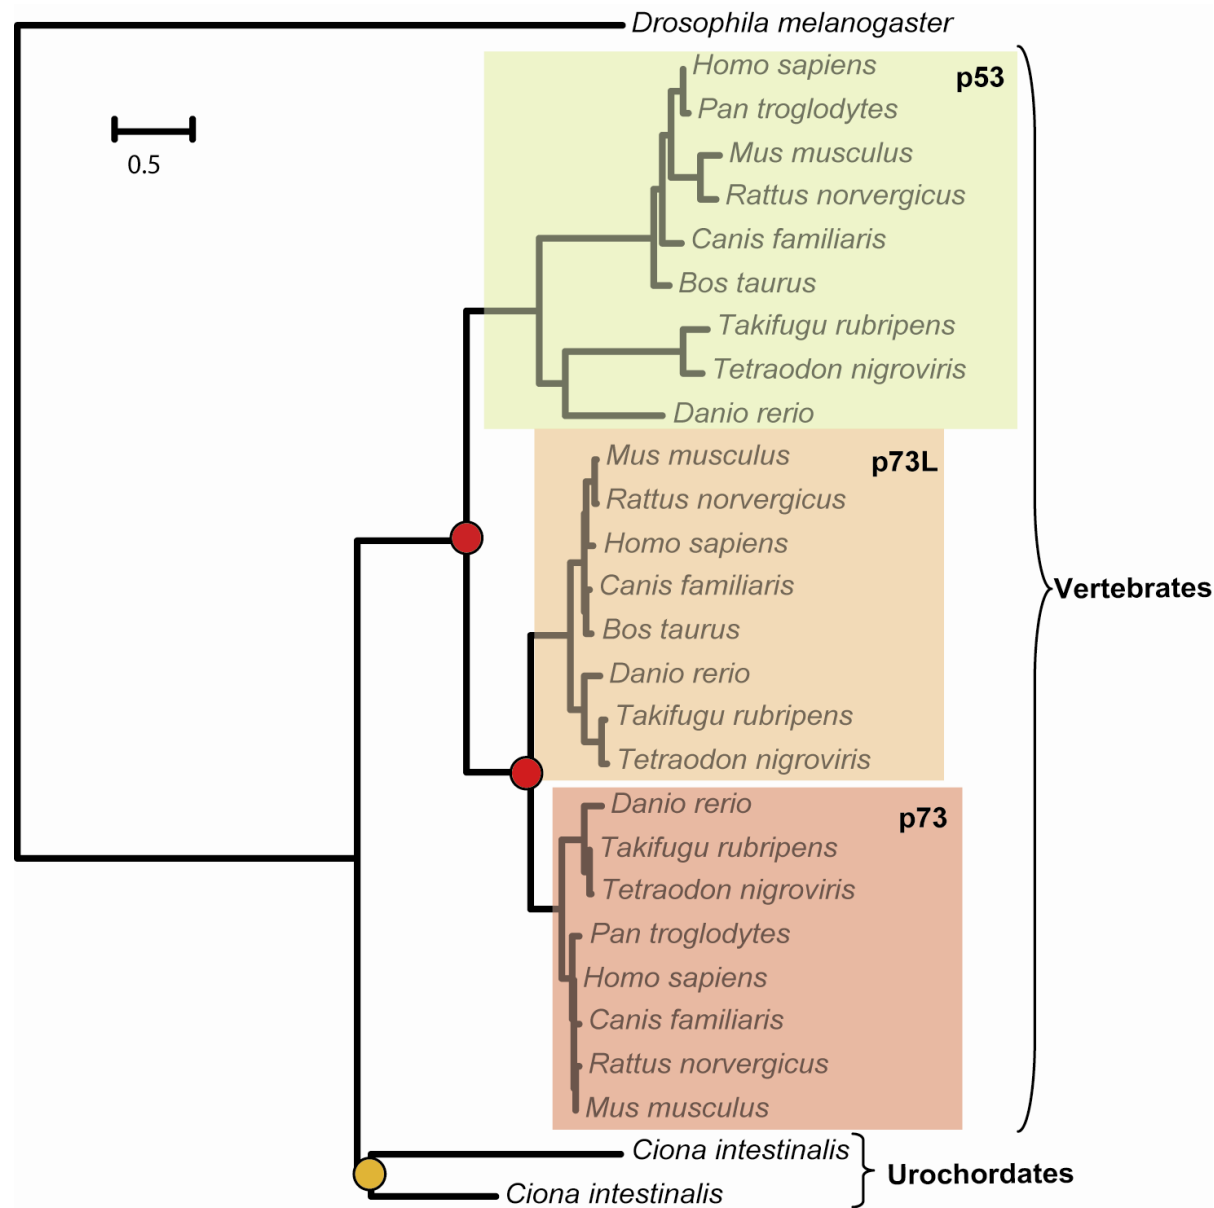 Drosophila melanogaster
Homo sapiens
p53
Pan troglodytes
0.5
Mus musculus
Rattus norvergicus
Canis familiaris
Bos taurus
Takifugu rubripens
Tetraodon nigroviris
Danio rerio
Mus musculus
p73L
Rattus norvergicus
Homo sapiens
Canis familiaris
Vertebrates
Bos taurus
Danio rerio
Takifugu rubripens
Tetraodon nigroviris
Danio rerio
p73
Takifugu rubripens
Tetraodon nigroviris
Pan troglodytes
Homo sapiens
Canis familiaris
Rattus norvergicus
Mus musculus
Ciona intestinalis
Urochordates
Ciona intestinalis